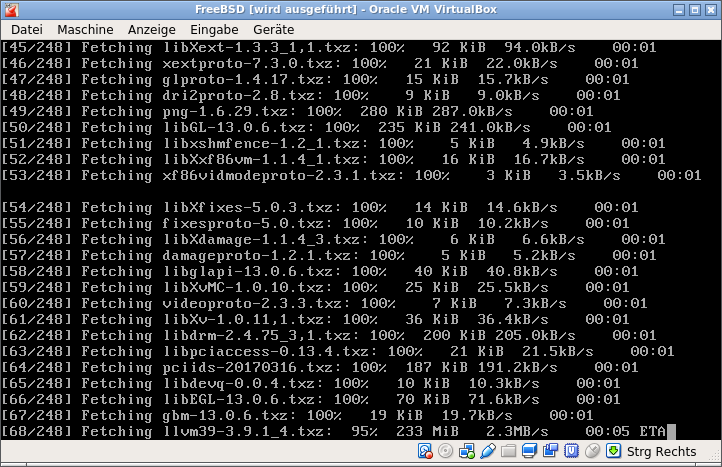 FreeBSD [wird ausgeführt] - Oracle VM VirtualBox
Datei Maschine Anzeige Eingabe Geräte
[45/248] Fetching libXext-1.3.3_1,1.txz: 100% 92 KiB 94.0kB/s 00:01
[46/248] Fetching xextproto-7.3.0.txz: 100% 21 KiB 22.0kB/s 00:01
[47/248] Fetching glproto-1.4.17.txz: 100% 15 KiB 15.7kB/s 00:01
[48/248] Fetching dri2proto-2.8.txz: 100% 9 KiB 9.0kB/s 00:01
[49/248] Fetching png-1.6.29.txz: 100% 280 KiB 287.0kB/s 00:01
[50/248] Fetching libGL-13.0.6.txz: 100% 235 KiB 241.0kB/s 00:01
[51/248] Fetching libxshmfence-1.2_1.txz: 100% 5 KiB 4.9kB/s 00:01
[52/248] Fetching libXxf86vm-1.1.4_1.txz: 100% 16 KiB 16.7kB/s 00:01
[53/248] Fetching xf86vidmodeproto-2.3.1.txz: 100% 3 KiB 3.5kB/s 00:01
[54/248] Fetching libXfixes-5.0.3.txz: 100% 14 KiB 14.6kB/s 00:01
[55/248] Fetching fixesproto-5.0.txz: 100% 10 KiB 10.2kB/s 00:01
[56/248] Fetching libXdamage-1.1.4_3.txz: 100% 6 KiB 6.6kB/s 00:01
[57/248] Fetching damageproto-1.2.1.txz: 100% 5 KiB 5.2kB/s 00:01
[58/248] Fetching libglapi-13.0.6.txz: 100% 40 KiB 40.8kB/s 00:01
[59/248] Fetching libXvMC-1.0.10.txz: 100% 25 KiB 25.5kB/s 00:01
[60/248] Fetching videoproto-2.3.3.txz: 100% 7 KiB 7.3kB/s 00:01
[61/248] Fetching libXv-1.0.11,1.txz: 100% 36 KiB 36.4kB/s 00:01
[62/248] Fetching libdrm-2.4.75_3,1.txz: 100% 200 KiB 205.0kB/s 00:01
[63/248] Fetching libpciaccess-0.13.4.txz: 100% 21 KiB 21.5kB/s 00:01
[64/248] Fetching pciids-20170316.txz: 100% 187 KiB 191.2kB/s 00:01
[65/248] Fetching libdevq-0.0.4.txz: 100% 10 KiB 10.3kB/s 00:01
[66/248] Fetching libEGL-13.0.6.txz: 100% 70 KiB 71.6kB/s 00:01
[67/248] Fetching gbm-13.0.6.txz: 100% 19 KiB 19.7kB/s 00:01
[68/248] Fetching llvm39-3.9.1_4.txz: 95% 233 MiB 2.3MB/s 00:05 ETA
Strg Rechts